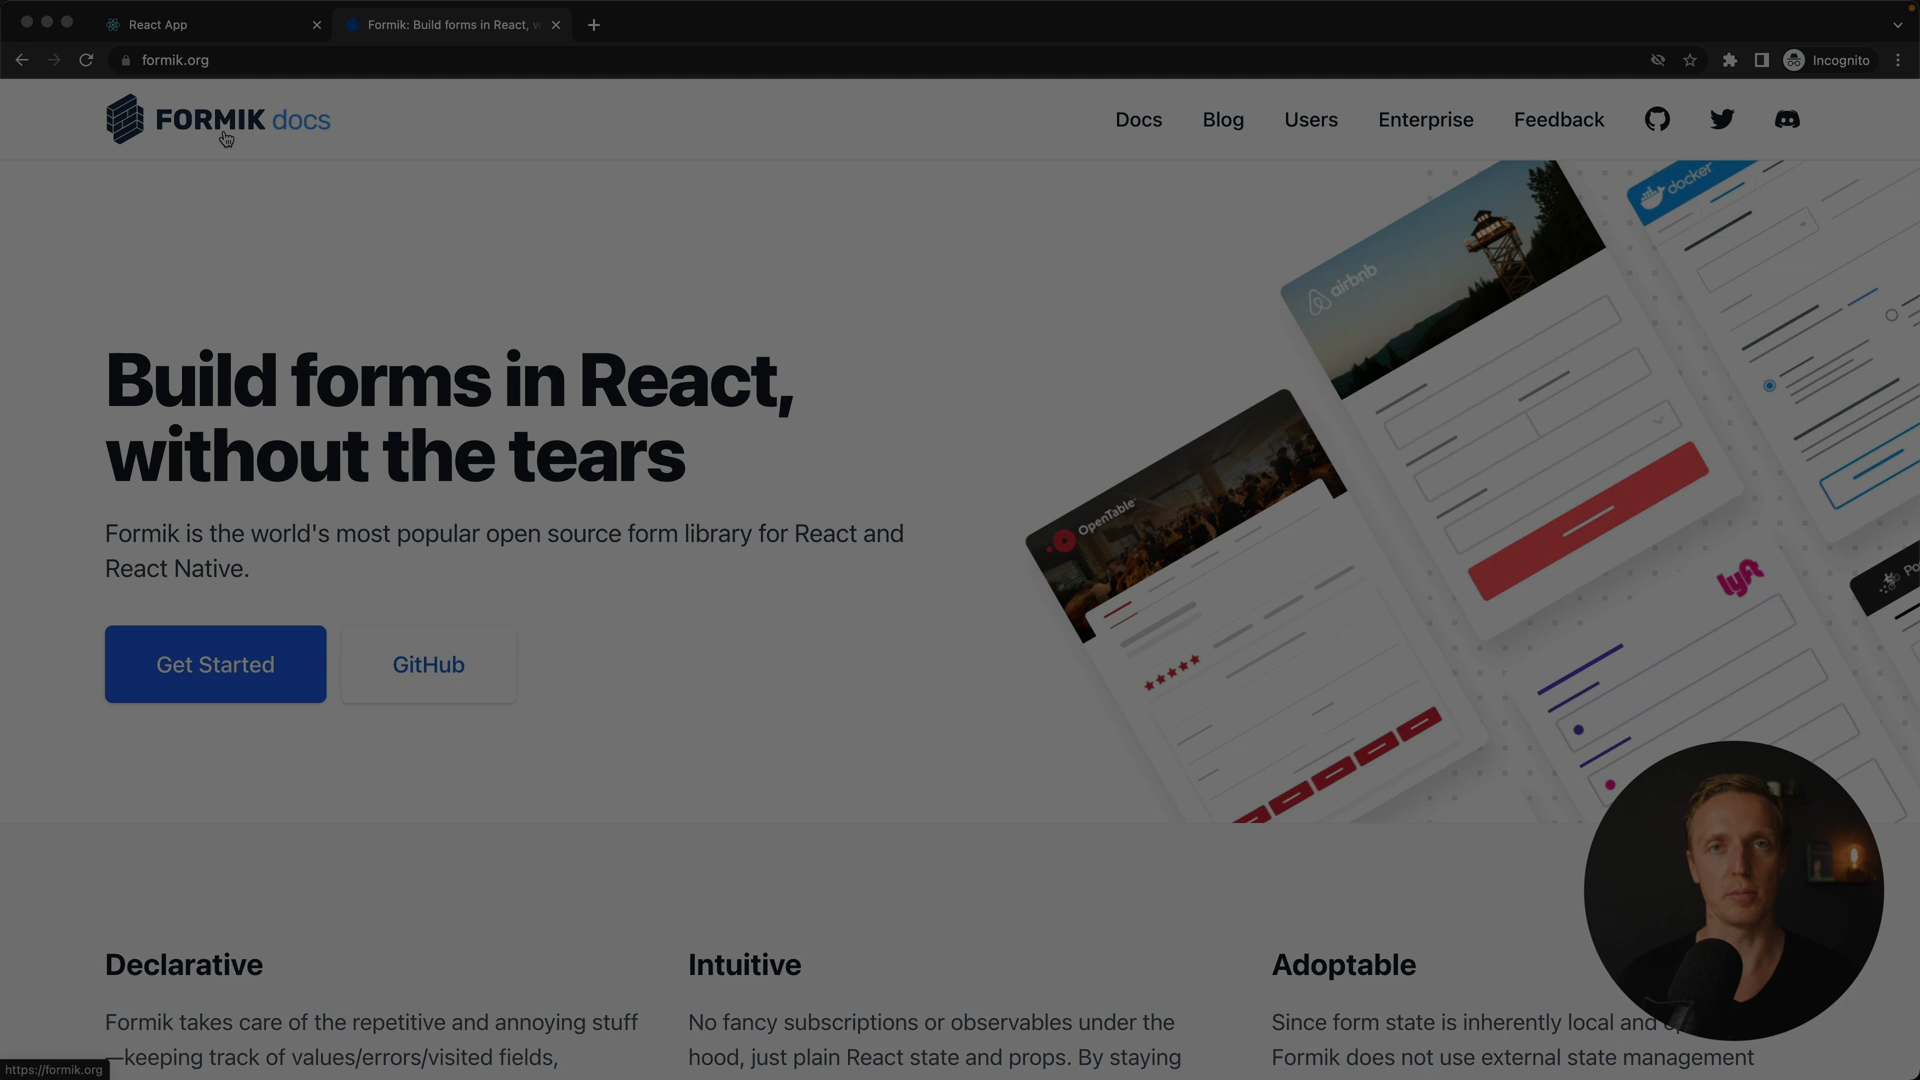 React App
Formik: Build forms in React, w
formik.org
Incognito
FORMIK docs
Docs
Blog
Users
Enterprise
Feedback
docker
airbnb
OpenTable
lyft
Build forms in React,
without the tears
Formik is the world's most popular open source form library for React and
React Native.
Get Started
GitHub
Declarative
Intuitive
Adoptable
Formik takes care of the repetitive and annoying stuff
—keeping track of values/errors/visited fields,
No fancy subscriptions or observables under the
hood, just plain React state and props. By staying
Since form state is inherently local and
Formik does not use external state management
https://formik.org